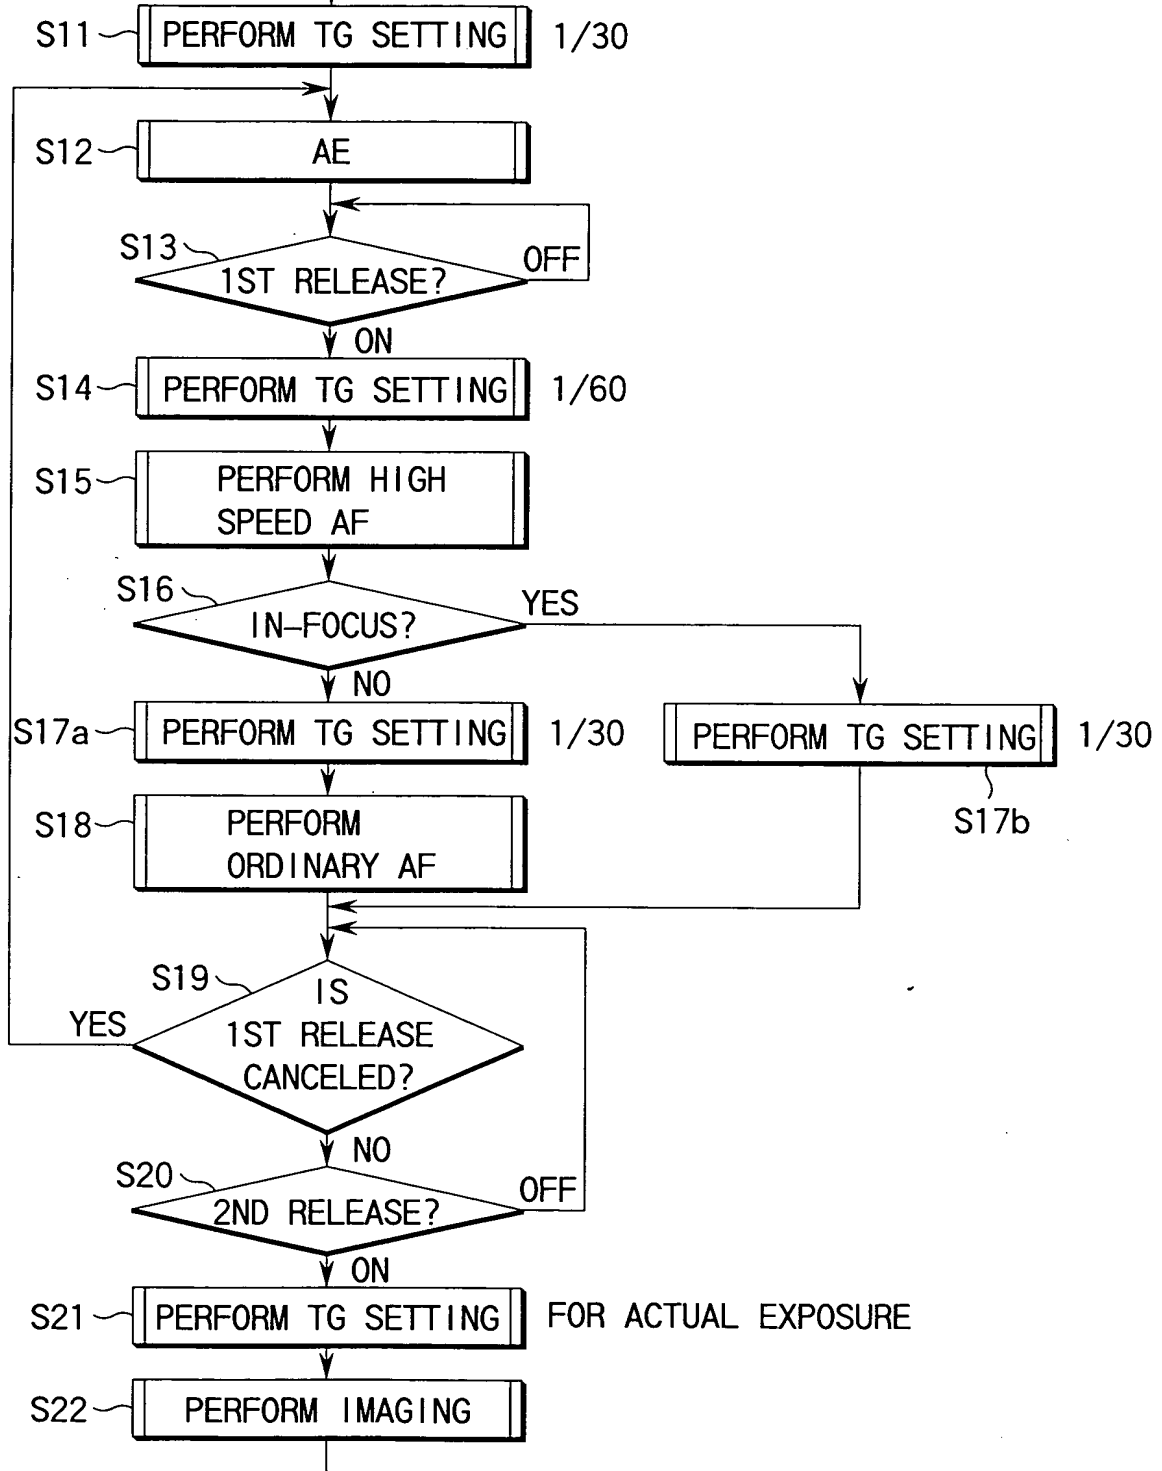 S11 PERFORM TG SETTING 1/30
S12 AE
S13 1ST RELEASE? OFF
ON
S14 PERFORM TG SETTING 1/60
S15 PERFORM HIGH
SPEED AF
S16 IN-FOCUS? YES
NO
S17a PERFORM TG SETTING 1/30
PERFORM TG SETTING 1/30
S17b
S18 PERFORM
ORDINARY AF
S19 IS
1ST RELEASE
CANCELED?
YES
NO
S20 2ND RELEASE? OFF
ON
S21 PERFORM TG SETTING FOR ACTUAL EXPOSURE
S22 PERFORM IMAGING